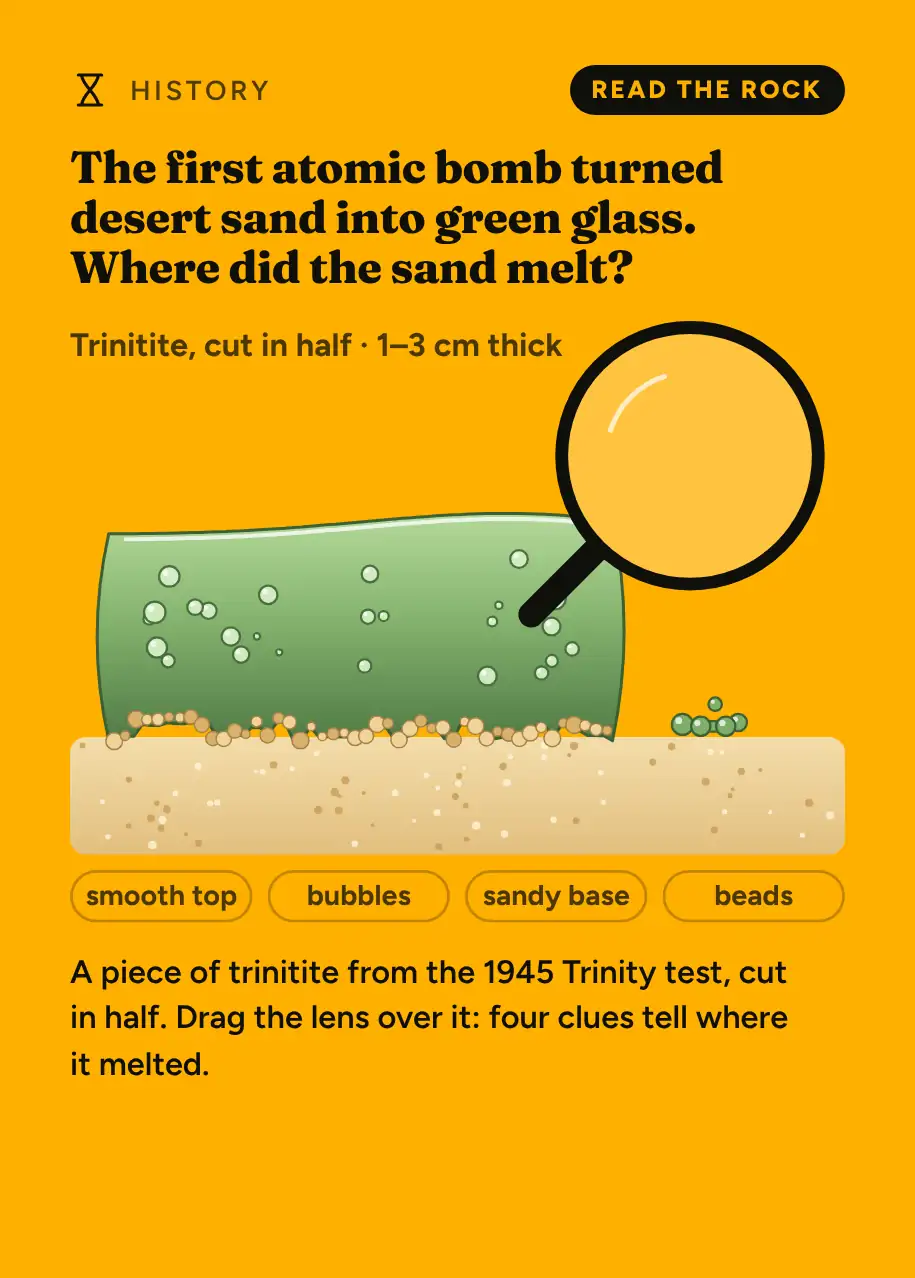 HISTORY
READ THE ROCK
The first atomic bomb turned
desert sand into green glass.
Where did the sand melt?
Trinitite, cut in half · 1–3 cm thick
smooth top
bubbles
sandy base
beads
A piece of trinitite from the 1945 Trinity test, cut
in half. Drag the lens over it: four clues tell where
it melted.